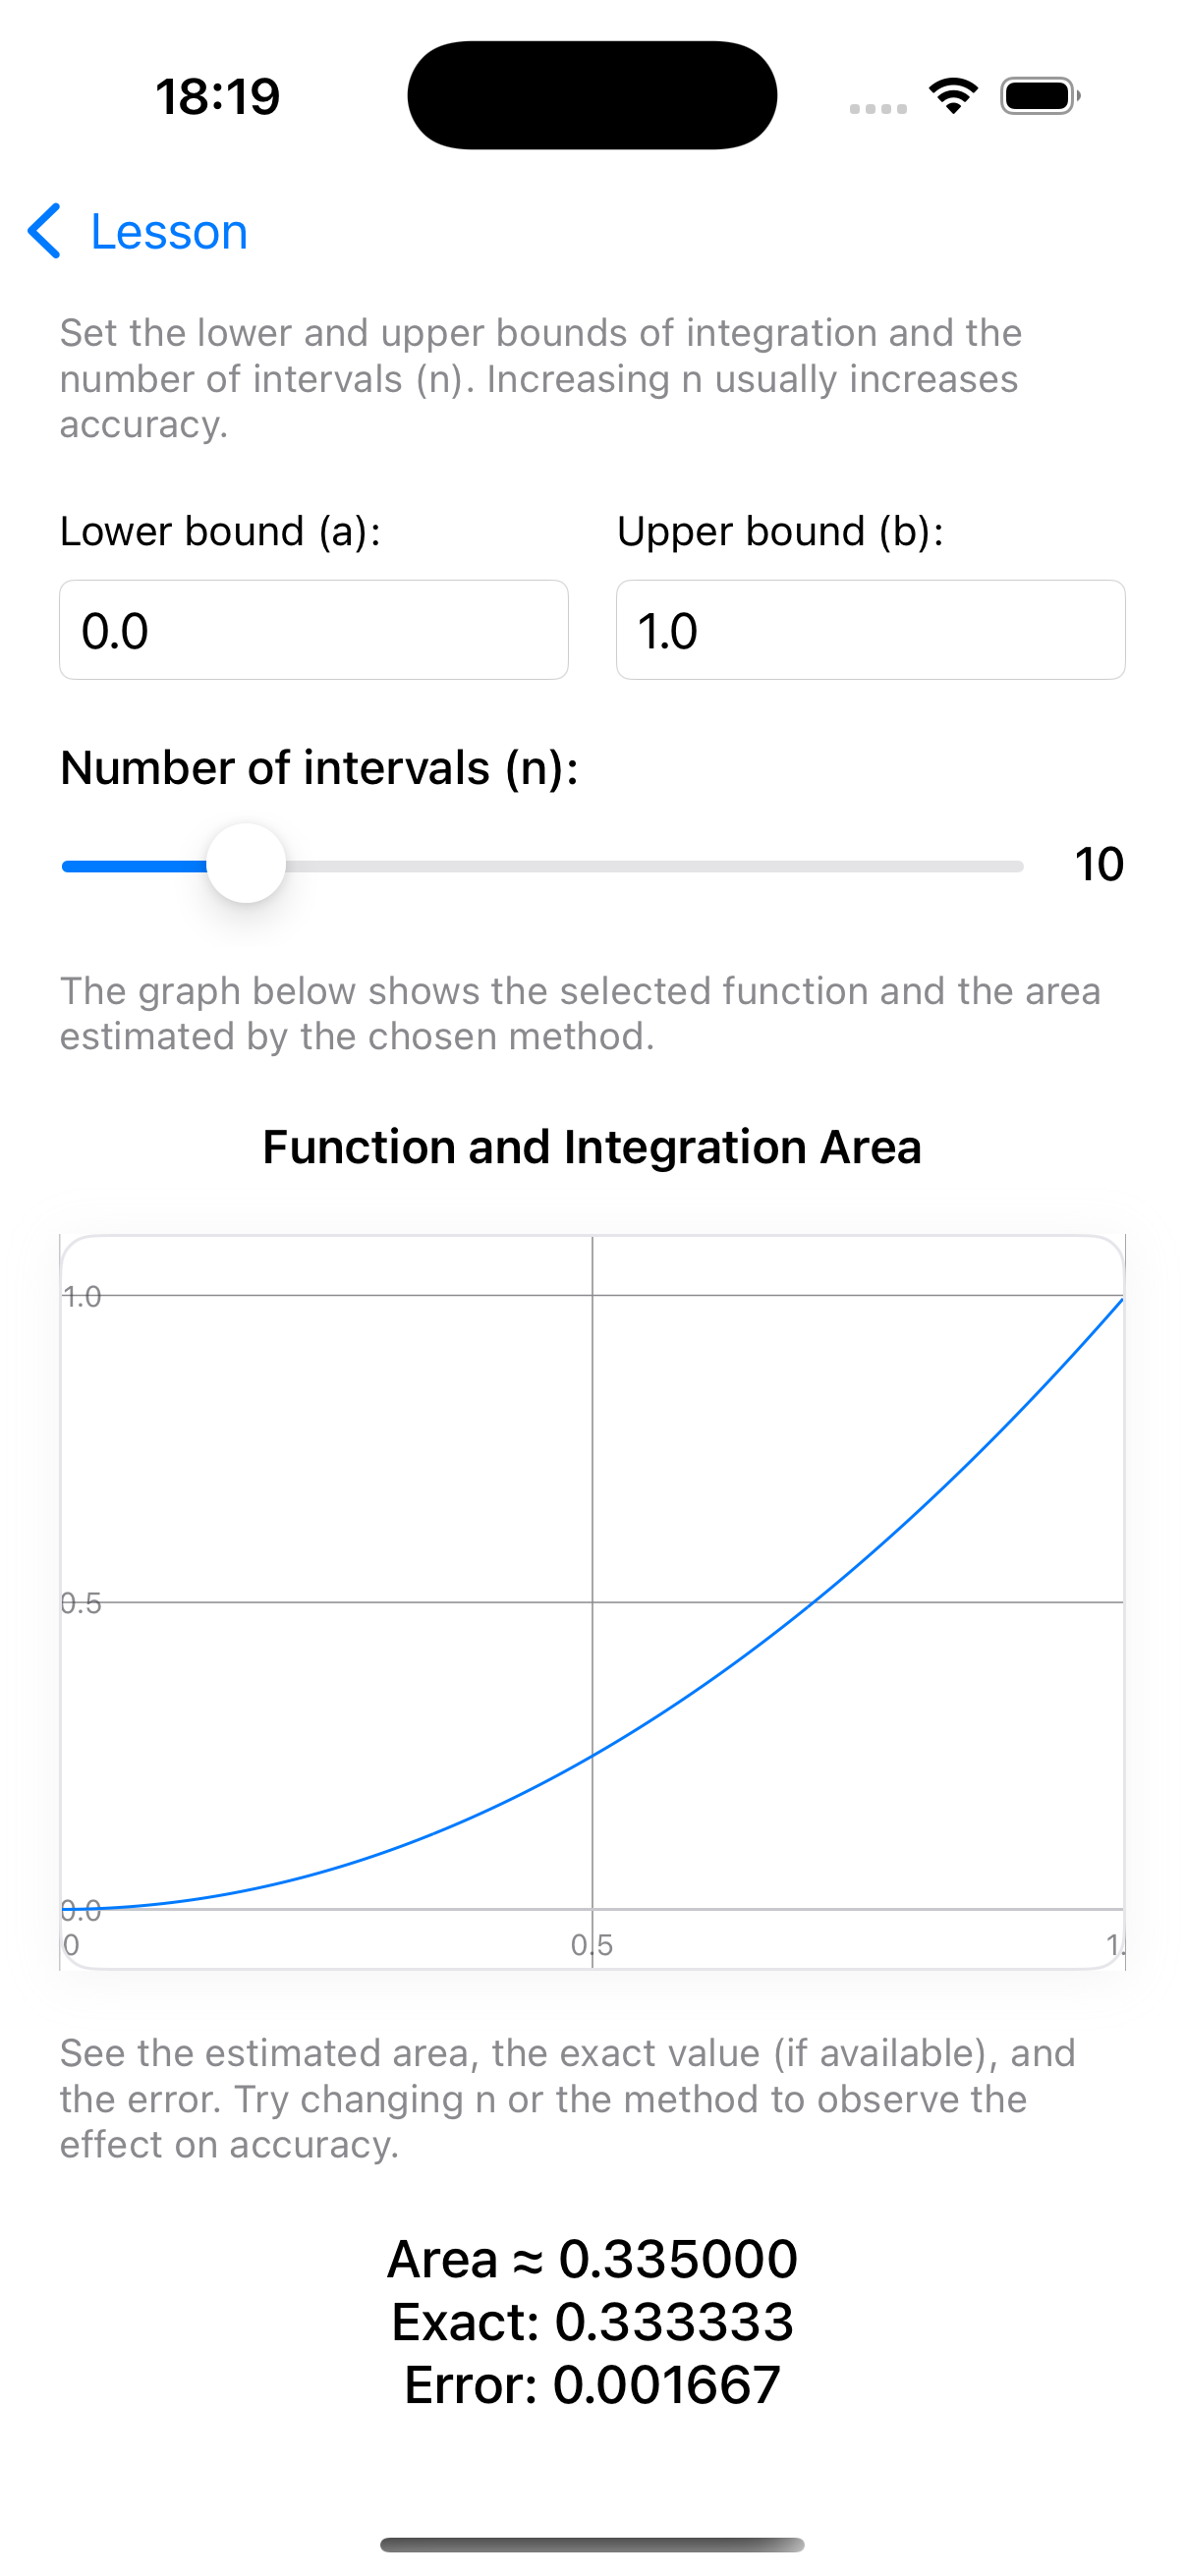 18:19
Lesson
Set the lower and upper bounds of integration and the
number of intervals (n). Increasing n usually increases
accuracy.
Lower bound (a):
Upper bound (b):
0.0
1.0
Number of intervals (n):
10
The graph below shows the selected function and the area
estimated by the chosen method.
Function and Integration Area
1.0
0.5
0.0
0
0.5
1.
See the estimated area, the exact value (if available), and
the error. Try changing n or the method to observe the
effect on accuracy.
Area ≈ 0.335000
Exact: 0.333333
Error: 0.001667